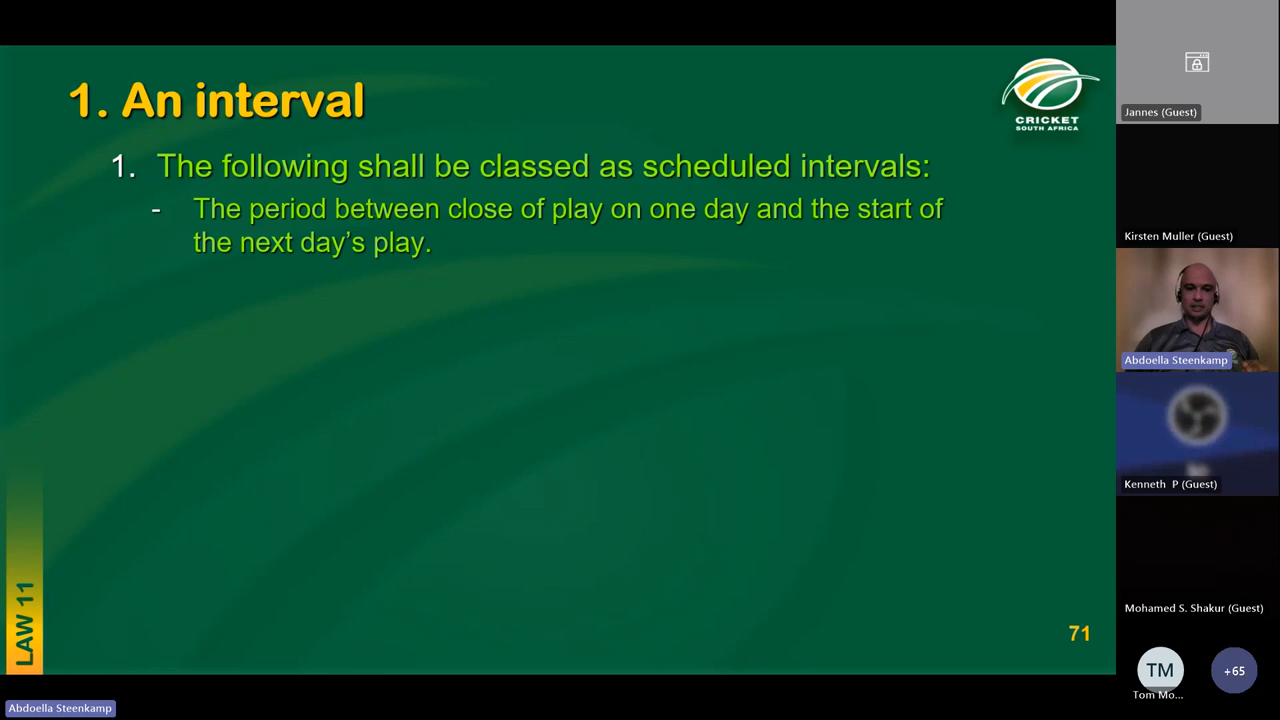 1. An interval
CRICKET
SOUTH AFRICA
1. The following shall be classed as scheduled intervals:
- The period between close of play on one day and the start of
the next day’s play.
LAW 11
71
Abdoella Steenkamp
Jannes (Guest)
Kirsten Muller (Guest)
Abdoella Steenkamp
Kenneth P (Guest)
Mohamed S. Shakur (Guest)
TM
Tom Mo...
+65